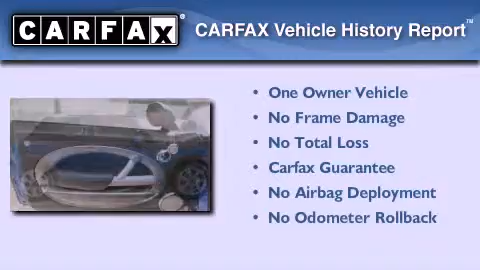 CARFAX®
CARFAX Vehicle History Report™
• One Owner Vehicle
• No Frame Damage
• No Total Loss
• Carfax Guarantee
• No Airbag Deployment
• No Odometer Rollback